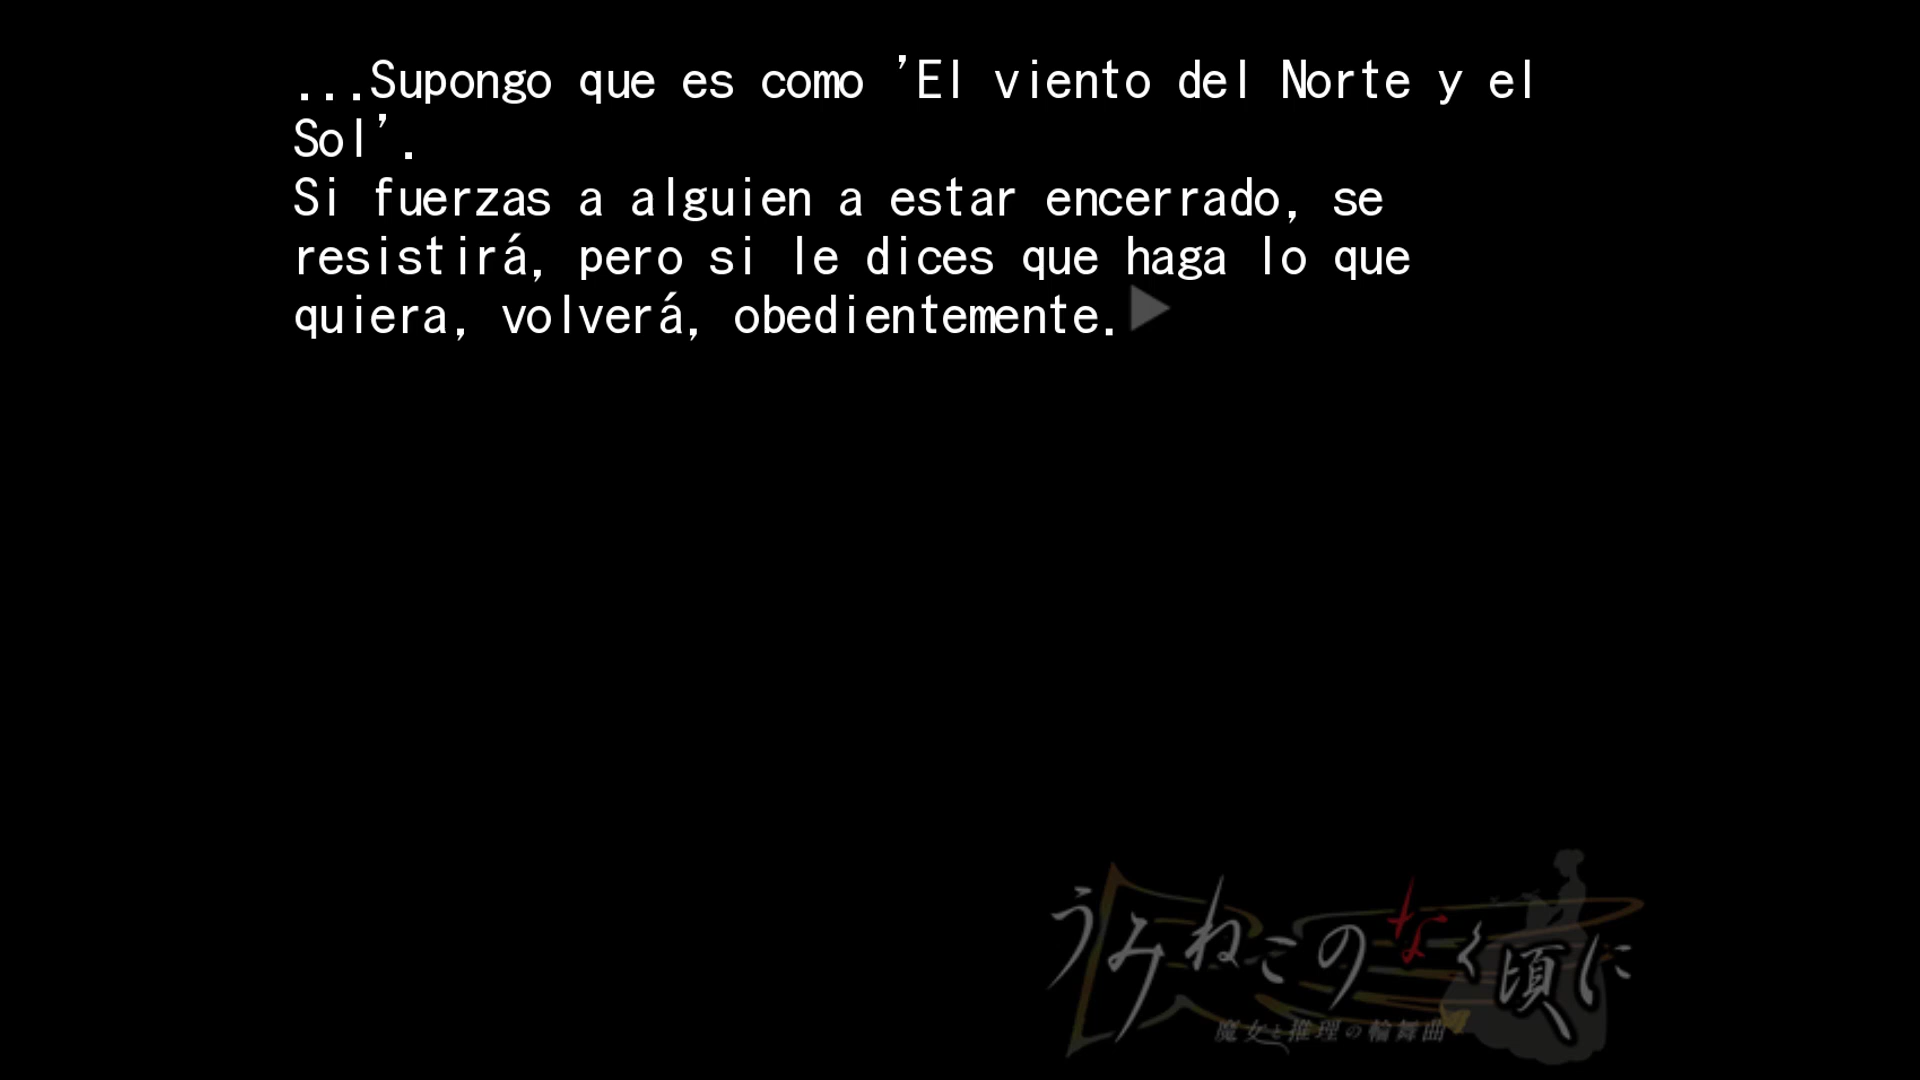 ...Supongo que es como 'El viento del Norte y el
Sol'.
Si fuerzas a alguien a estar encerrado, se
resistirá, pero si le dices que haga lo que
quiera, volverá, obedientemente.
うみねこのなく頃に
魔女と推理の輪舞曲